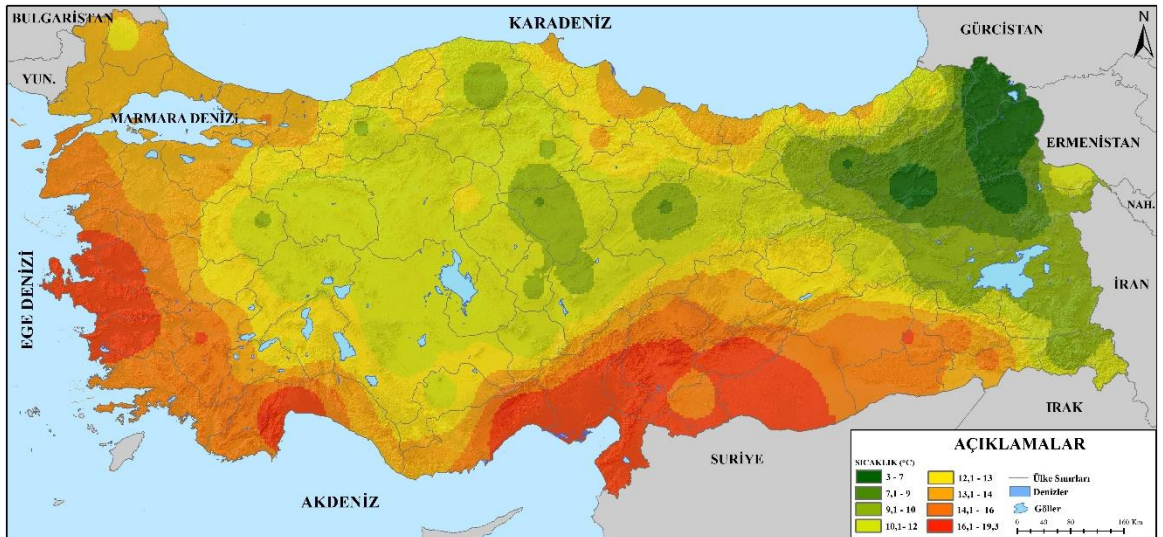 BULGARİSTAN
KARADENİZ
GÜRCİSTAN
N
YUN.
MARMARA DENİZİ
ERMENİSTAN
NAH.
EGE DENİZİ
İRAN
IRAK
SURİYE
AKDENİZ
AÇIKLAMALAR
SICAKLIK (°C)
3 - 7
7,1 - 9
9,1 - 10
10,1- 12
12,1 - 13
13,1 - 14
14,1 - 16
16,1 - 19,3
Ülke Sınırları
Denizler
Göller
0 40 80 160 Km